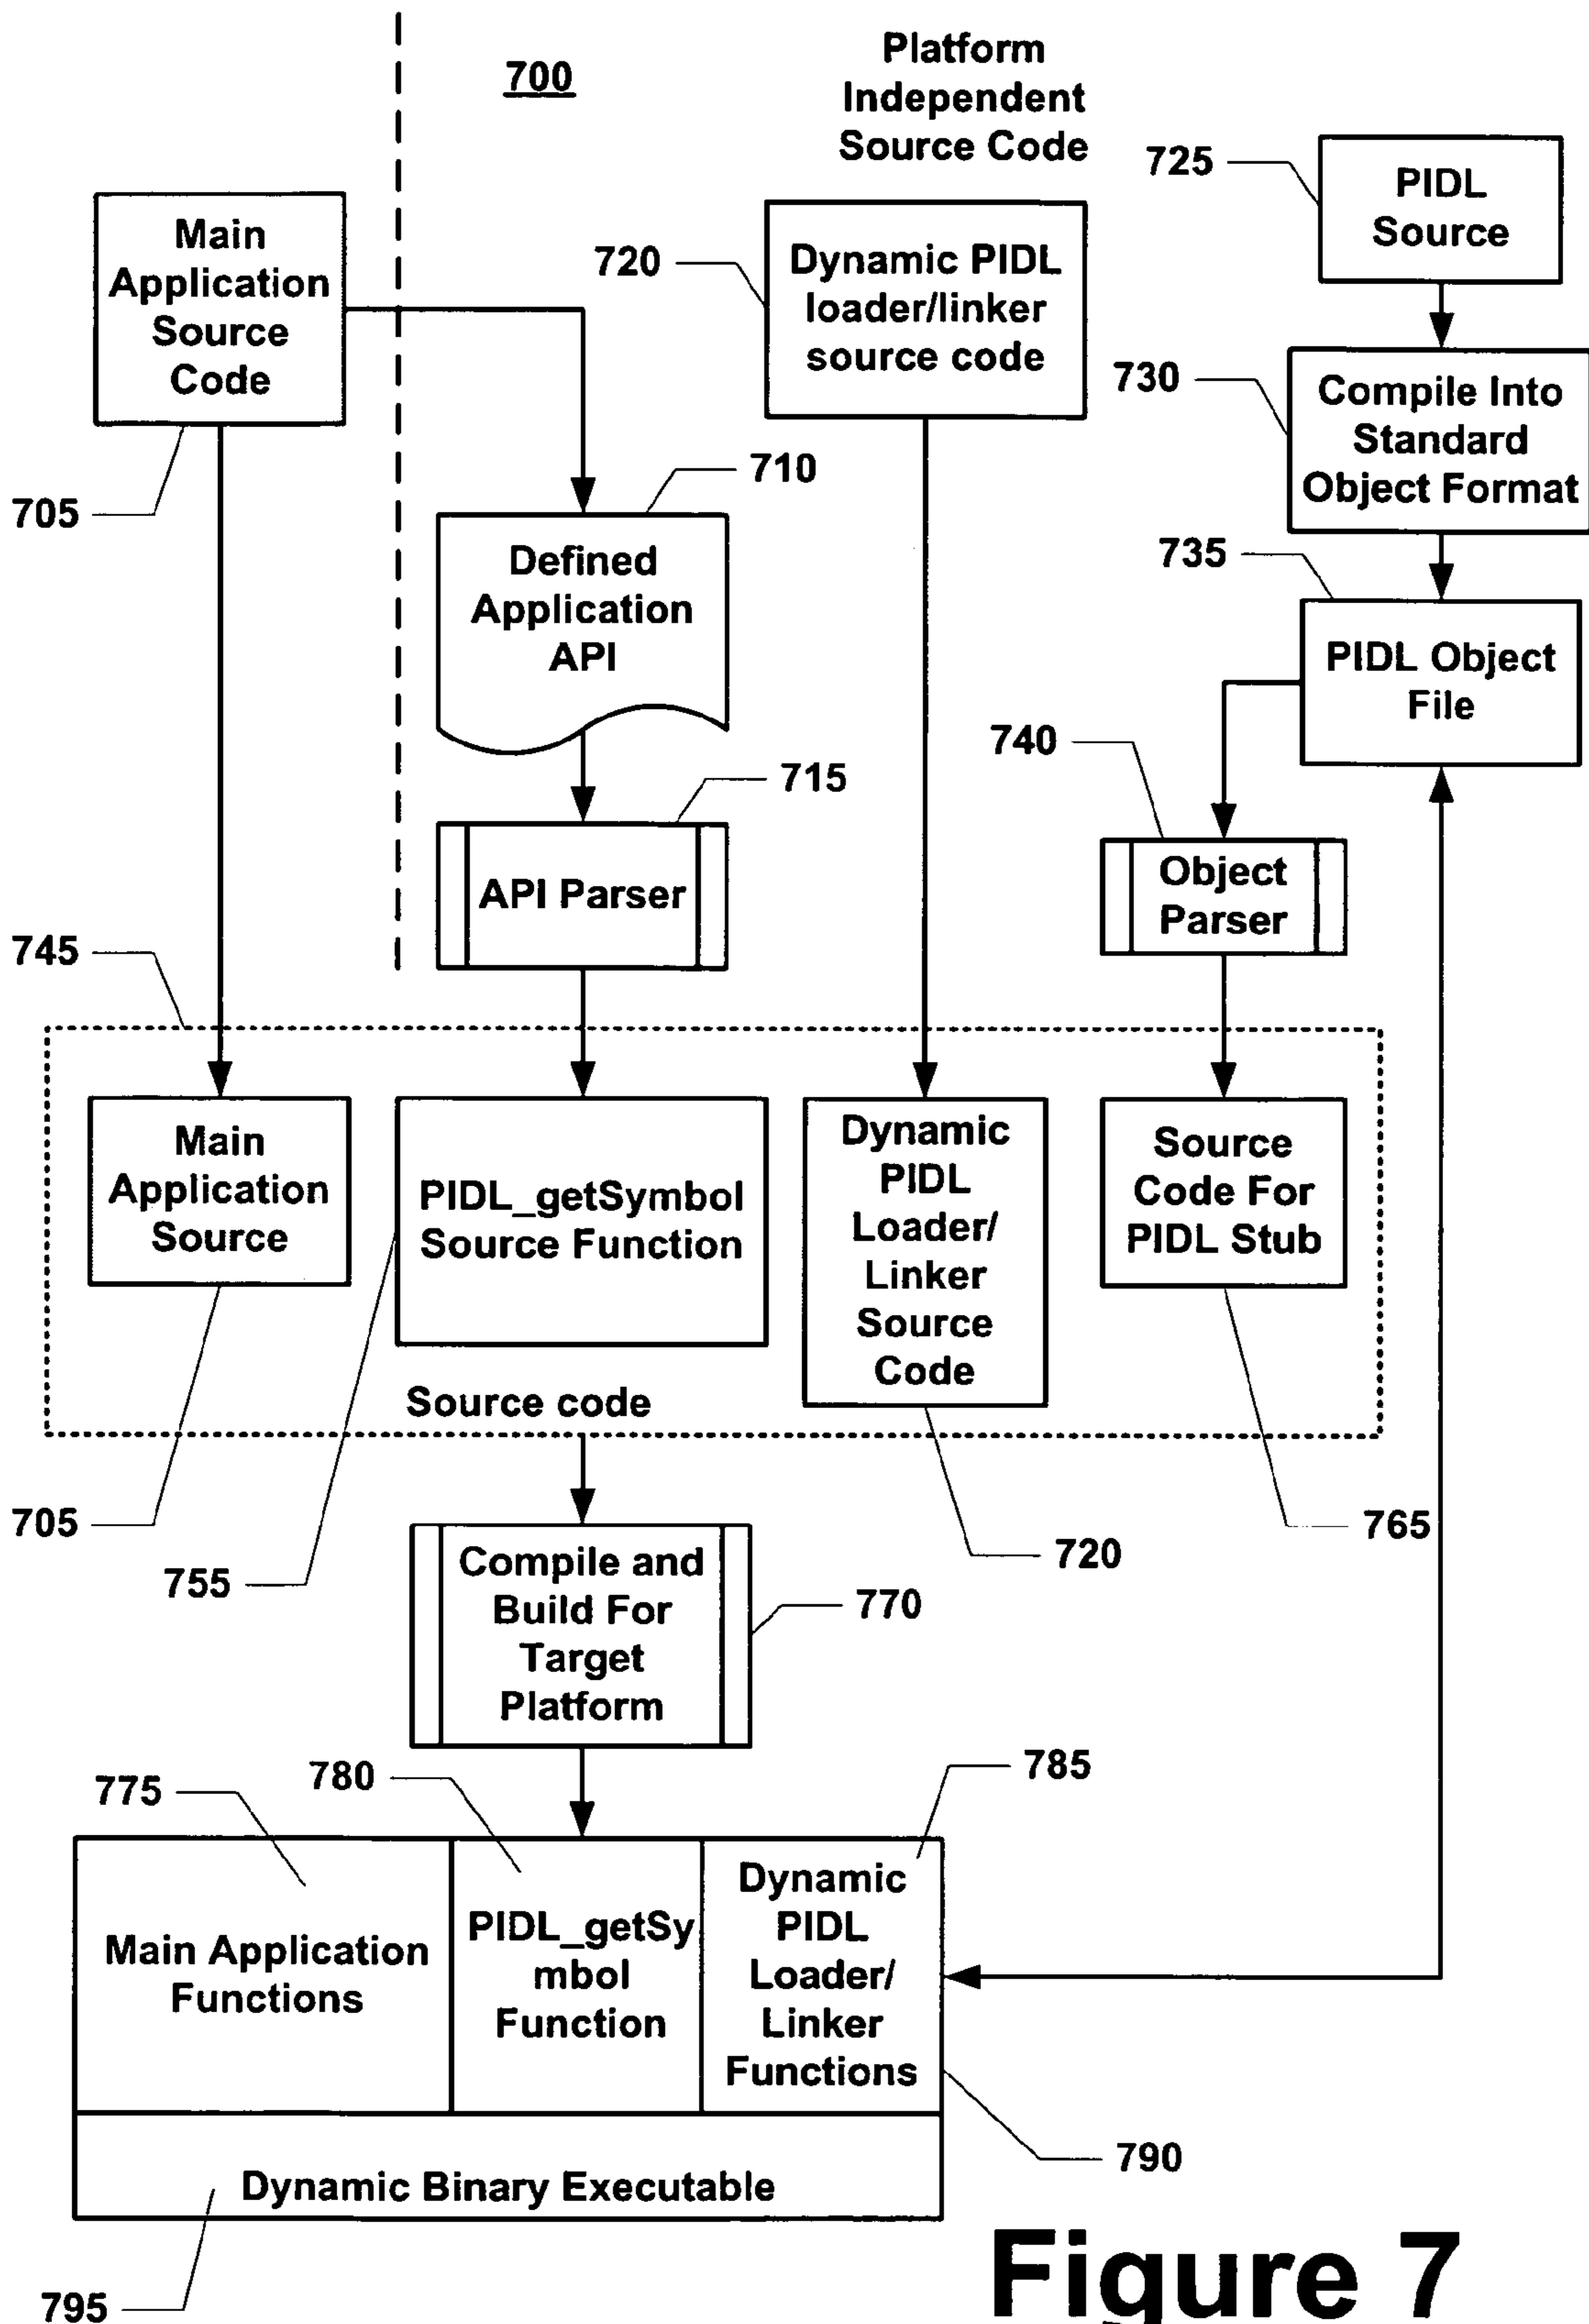 700
Platform
Independent
Source Code
725
PIDL
Source
Main
Application
Source
Code
720
Dynamic PIDL
loader/linker
source code
730
Compile Into
Standard
Object Format
705
710
Defined
Application
API
735
PIDL Object
File
715
API Parser
740
Object
Parser
745
Main
Application
Source
PIDL_getSymbol
Source Function
Dynamic
PIDL
Loader/
Linker
Source
Code
Source
Code For
PIDL Stub
Source code
705
755
720
765
Compile and
Build For
Target
Platform
770
775
780
785
Main Application
Functions
PIDL_getSy
mbol
Function
Dynamic
PIDL
Loader/
Linker
Functions
790
Dynamic Binary Executable
795
Figure 7